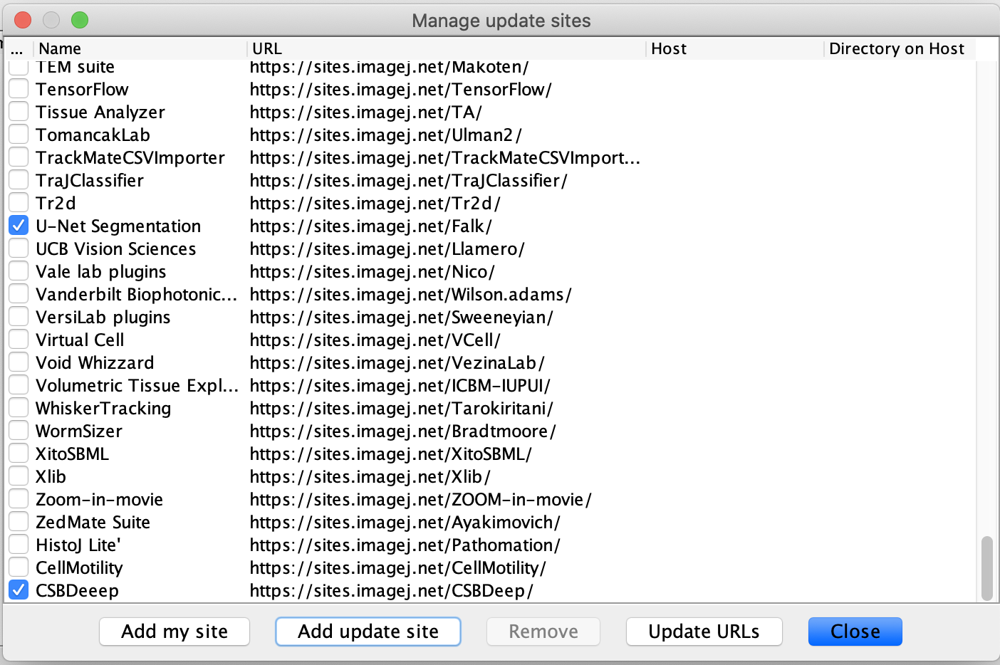 Manage update sites
... Name URL Host Directory on Host
TEM suite https://sites.imagej.net/Makoten/
TensorFlow https://sites.imagej.net/TensorFlow/
Tissue Analyzer https://sites.imagej.net/TA/
TomancakLab https://sites.imagej.net/Ulman2/
TrackMateCSVImporter https://sites.imagej.net/TrackMateCSVImport...
TraJClassifier https://sites.imagej.net/TraJClassifier/
Tr2d https://sites.imagej.net/Tr2d/
U-Net Segmentation https://sites.imagej.net/Falk/
UCB Vision Sciences https://sites.imagej.net/Llamero/
Vale lab plugins https://sites.imagej.net/Nico/
Vanderbilt Biophotonic... https://sites.imagej.net/Wilson.adams/
VersiLab plugins https://sites.imagej.net/Sweeneyian/
Virtual Cell https://sites.imagej.net/VCell/
Void Whizzard https://sites.imagej.net/VezinaLab/
Volumetric Tissue Expl... https://sites.imagej.net/ICBM-IUPUI/
WhiskerTracking https://sites.imagej.net/Tarokiritani/
WormSizer https://sites.imagej.net/Bradtmoore/
XitoSBML https://sites.imagej.net/XitoSBML/
Xlib https://sites.imagej.net/Xlib/
Zoom-in-movie https://sites.imagej.net/ZOOM-in-movie/
ZedMate Suite https://sites.imagej.net/Ayakimovich/
HistoJ Lite' https://sites.imagej.net/Pathomation/
CellMotility https://sites.imagej.net/CellMotility/
CSBDeeep https://sites.imagej.net/CSBDeep/
Add my site Add update site Remove Update URLs Close